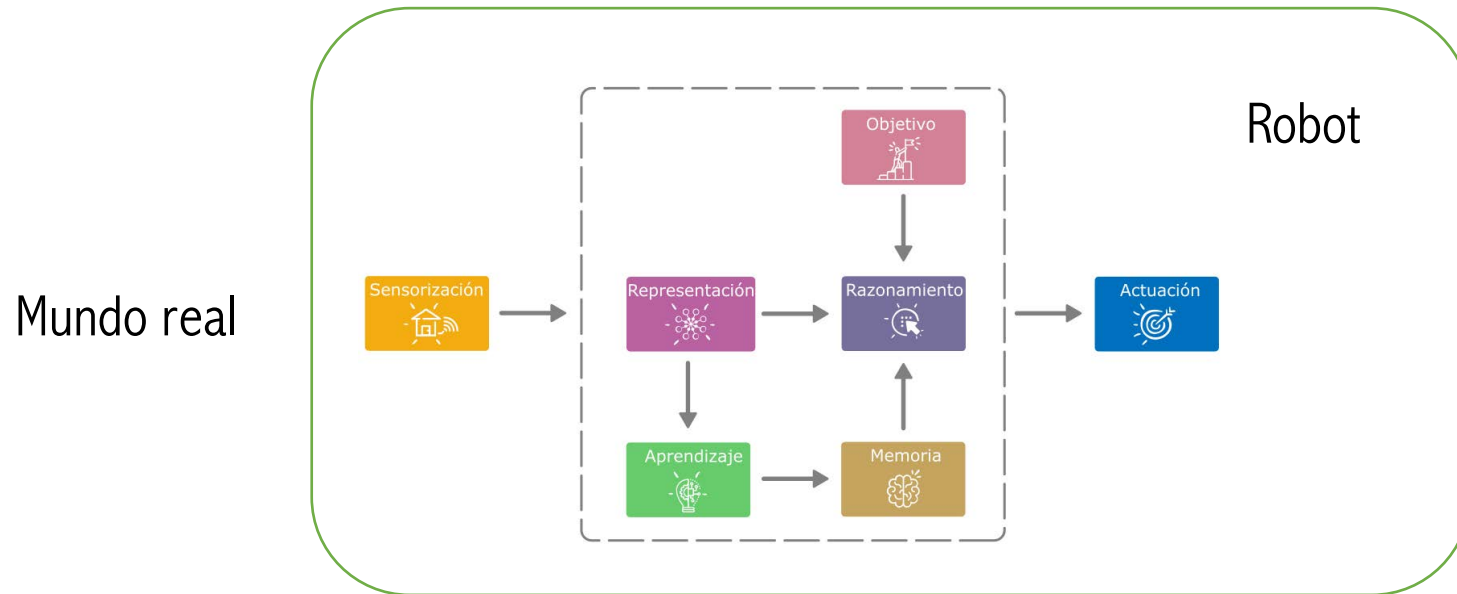 Robot
Objetivo
Mundo real
Sensorización
Representación
Razonamiento
Actuación
Aprendizaje
Memoria